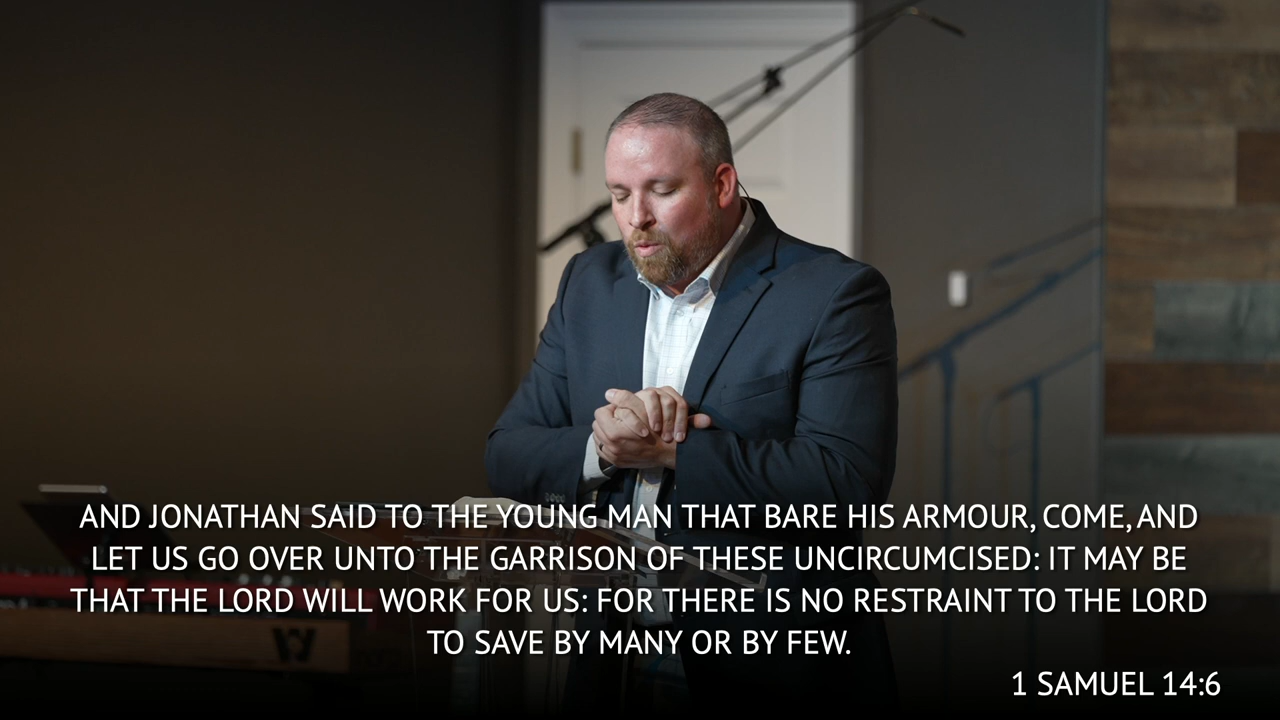 AND JONATHAN SAID TO THE YOUNG MAN THAT BARE HIS ARMOUR, COME, AND
LET US GO OVER UNTO THE GARRISON OF THESE UNCIRCUMCISED: IT MAY BE
THAT THE LORD WILL WORK FOR US: FOR THERE IS NO RESTRAINT TO THE LORD
TO SAVE BY MANY OR BY FEW.
1 SAMUEL 14:6